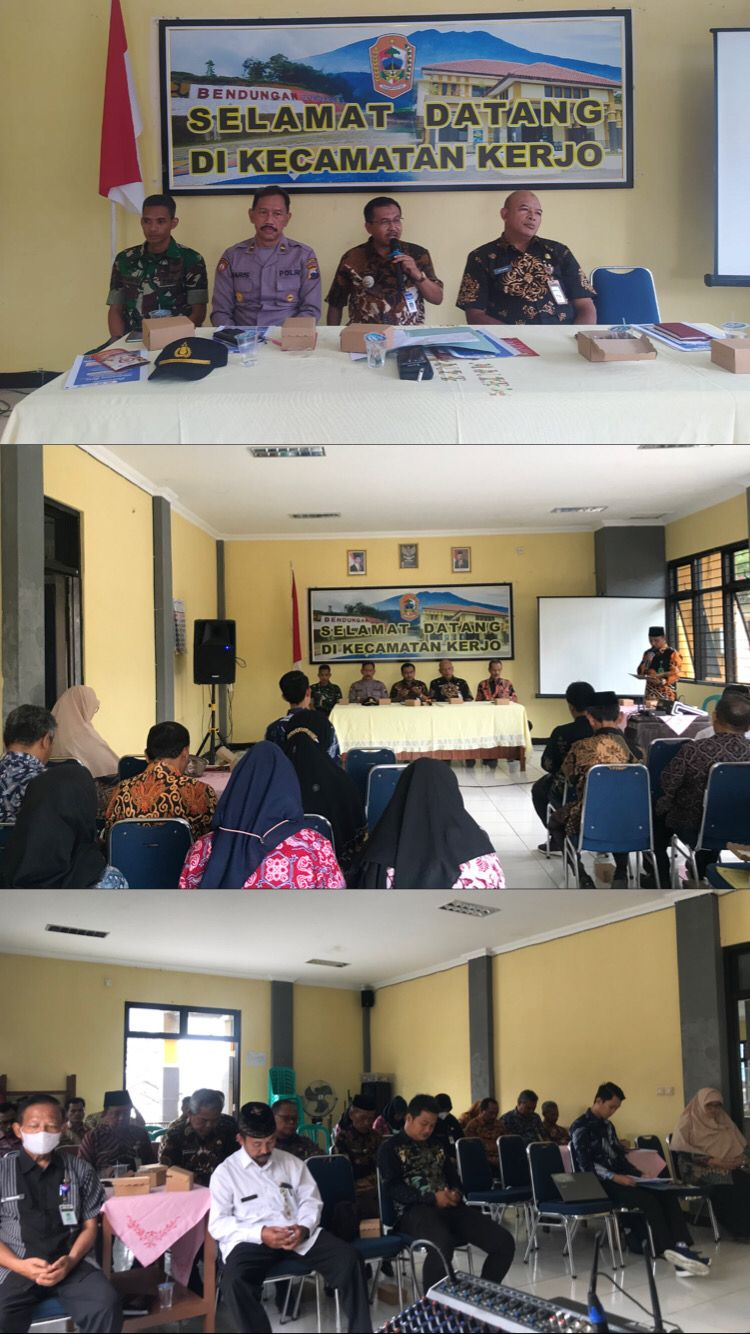 BENDUNGAN
SELAMAT DATANG
DI KECAMATAN KERJO
POLRI
BENDUNGAN
SELAMAT DATANG
DI KECAMATAN KERJO